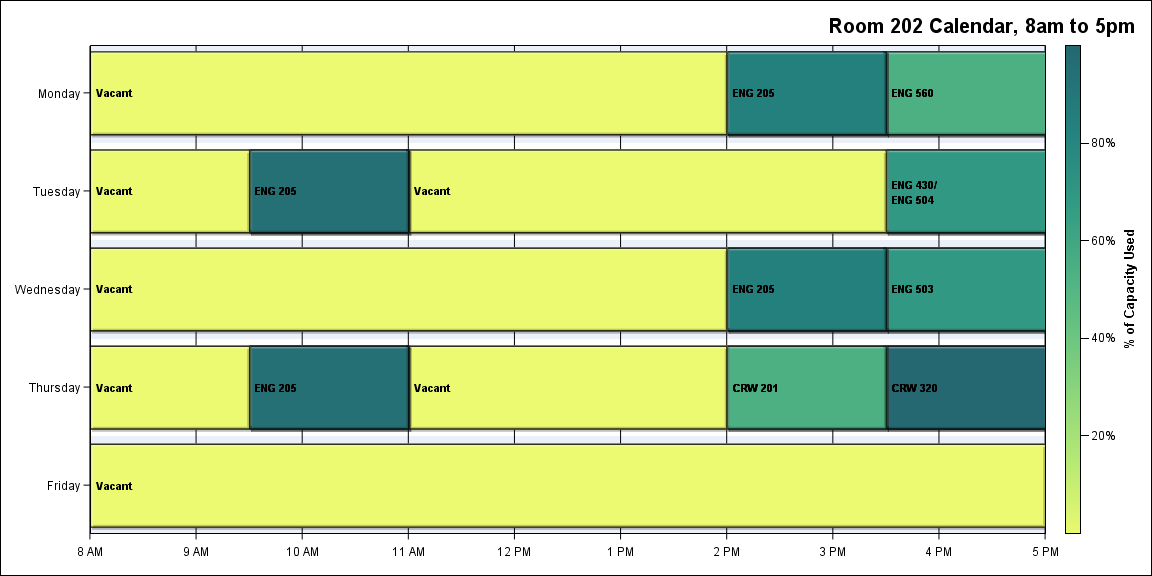 Room 202 Calendar, 8am to 5pm
Monday
Vacant
ENG 205
ENG 560
Tuesday
Vacant
ENG 205
Vacant
ENG 430/
ENG 504
Wednesday
Vacant
ENG 205
ENG 503
Thursday
Vacant
ENG 205
Vacant
CRW 201
CRW 320
Friday
Vacant
8 AM
9 AM
10 AM
11 AM
12 PM
1 PM
2 PM
3 PM
4 PM
5 PM
80%
60%
40%
20%
% of Capacity Used